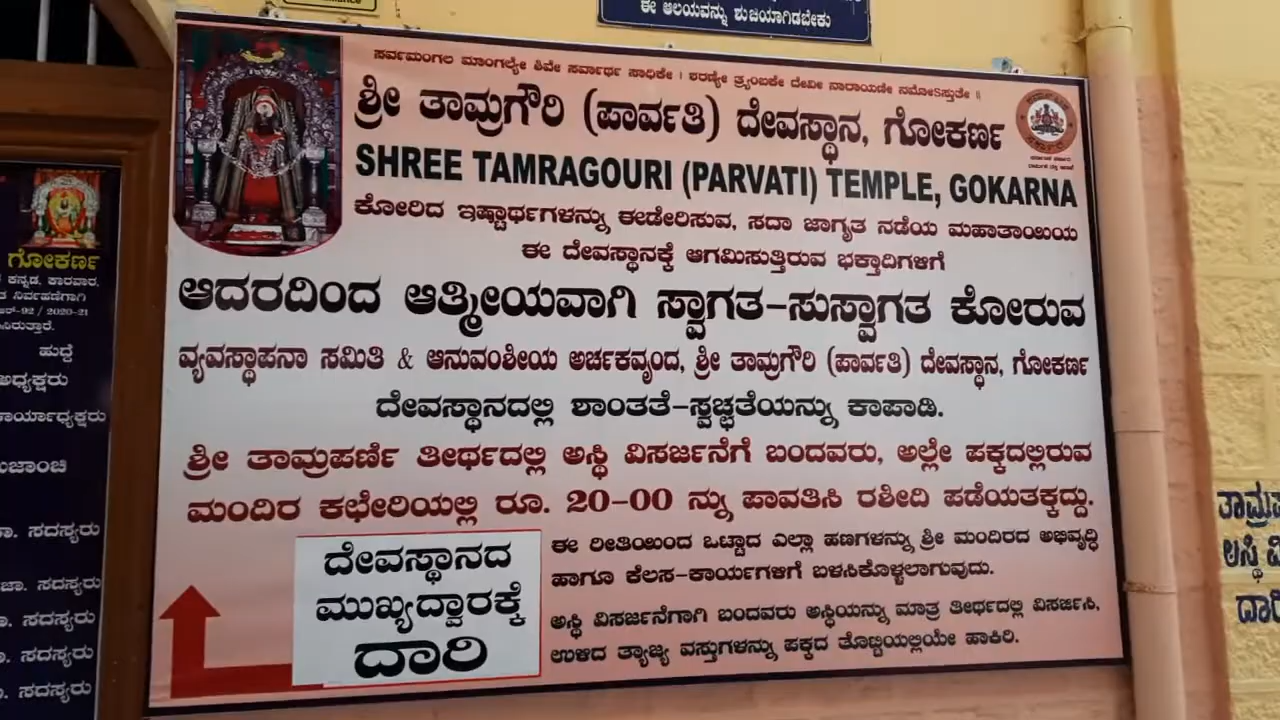 ಈ ಆಲಯವನ್ನು ಶುಚಿಯಾಗಿಡಬೇಕು
ಸರ್ವಮಂಗಲ ಮಾಂಗಲ್ಯೇ ಶಿವೇ ಸರ್ವಾರ್ಥ ಸಾಧಿಕೇ । ಶರಣ್ಯೇ ತ್ರ್ಯಂಬಕೇ ದೇವೀ ನಾರಾಯಣೇ ನಮೋSಸ್ತುತೇ ॥
ಶ್ರೀ ತಾಮ್ರಗೌರಿ (ಪಾರ್ವತಿ) ದೇವಸ್ಥಾನ, ಗೋಕರ್ಣ
SHREE TAMRAGOURI (PARVATI) TEMPLE, GOKARNA
ಕೋರಿದ ಇಷ್ಟಾರ್ಥಗಳನ್ನು ಈಡೇರಿಸುವ, ಸದಾ ಜಾಗೃತ ನಡೆಯ ಮಹಾತಾಯಿಯ
ಈ ದೇವಸ್ಥಾನಕ್ಕೆ ಆಗಮಿಸುತ್ತಿರುವ ಭಕ್ತಾದಿಗಳಿಗೆ
ಆದರದಿಂದ ಆತ್ಮೀಯವಾಗಿ ಸ್ವಾಗತ-ಸುಸ್ವಾಗತ ಕೋರುವ
ವ್ಯವಸ್ಥಾಪನಾ ಸಮಿತಿ & ಆನುವಂಶೀಯ ಅರ್ಚಕವೃಂದ, ಶ್ರೀ ತಾಮ್ರಗೌರಿ (ಪಾರ್ವತಿ) ದೇವಸ್ಥಾನ, ಗೋಕರ್ಣ
ದೇವಸ್ಥಾನದಲ್ಲಿ ಶಾಂತತೆ-ಸ್ವಚ್ಛತೆಯನ್ನು ಕಾಪಾಡಿ.
ಶ್ರೀ ತಾಮ್ರಪರ್ಣಿ ತೀರ್ಥದಲ್ಲಿ ಅಸ್ಥಿ ವಿಸರ್ಜನೆಗೆ ಬಂದವರು, ಅಲ್ಲೇ ಪಕ್ಕದಲ್ಲಿರುವ
ಮಂದಿರ ಕಛೇರಿಯಲ್ಲಿ ರೂ. 20-00 ನ್ನು ಪಾವತಿಸಿ ರಶೀದಿ ಪಡೆಯತಕ್ಕದ್ದು.
ಈ ರೀತಿಯಿಂದ ಒಟ್ಟಾದ ಎಲ್ಲಾ ಹಣಗಳನ್ನು ಶ್ರೀ ಮಂದಿರದ ಅಭಿವೃದ್ಧಿ
ಹಾಗೂ ಕೆಲಸ-ಕಾರ್ಯಗಳಿಗೆ ಬಳಸಿಕೊಳ್ಳಲಾಗುವುದು.
ಅಸ್ಥಿ ವಿಸರ್ಜನೆಗಾಗಿ ಬಂದವರು ಅಸ್ಥಿಯನ್ನು ಮಾತ್ರ ತೀರ್ಥದಲ್ಲಿ ವಿಸರ್ಜಿಸಿ,
ಉಳಿದ ತ್ಯಾಜ್ಯ ವಸ್ತುಗಳನ್ನು ಪಕ್ಕದ ತೊಟ್ಟಿಯಲ್ಲಿಯೇ ಹಾಕಿರಿ.
ದೇವಸ್ಥಾನದ
ಮುಖ್ಯದ್ವಾರಕ್ಕೆ
ದಾರಿ
ಗೋಕರ್ಣ
ಕನ್ನಡ, ಕಾರವಾರ,
ನಿರ್ವಹಣೆಗಾಗಿ
-92 / 2020-21
ಹುದ್ದೆ
ಅಧ್ಯಕ್ಷರು
ಕಾರ್ಯಾಧ್ಯಕ್ಷರು
ಸದಸ್ಯರು
ಸದಸ್ಯರು
ಸದಸ್ಯರು
ಸದಸ್ಯರು
ಸದಸ್ಯರು